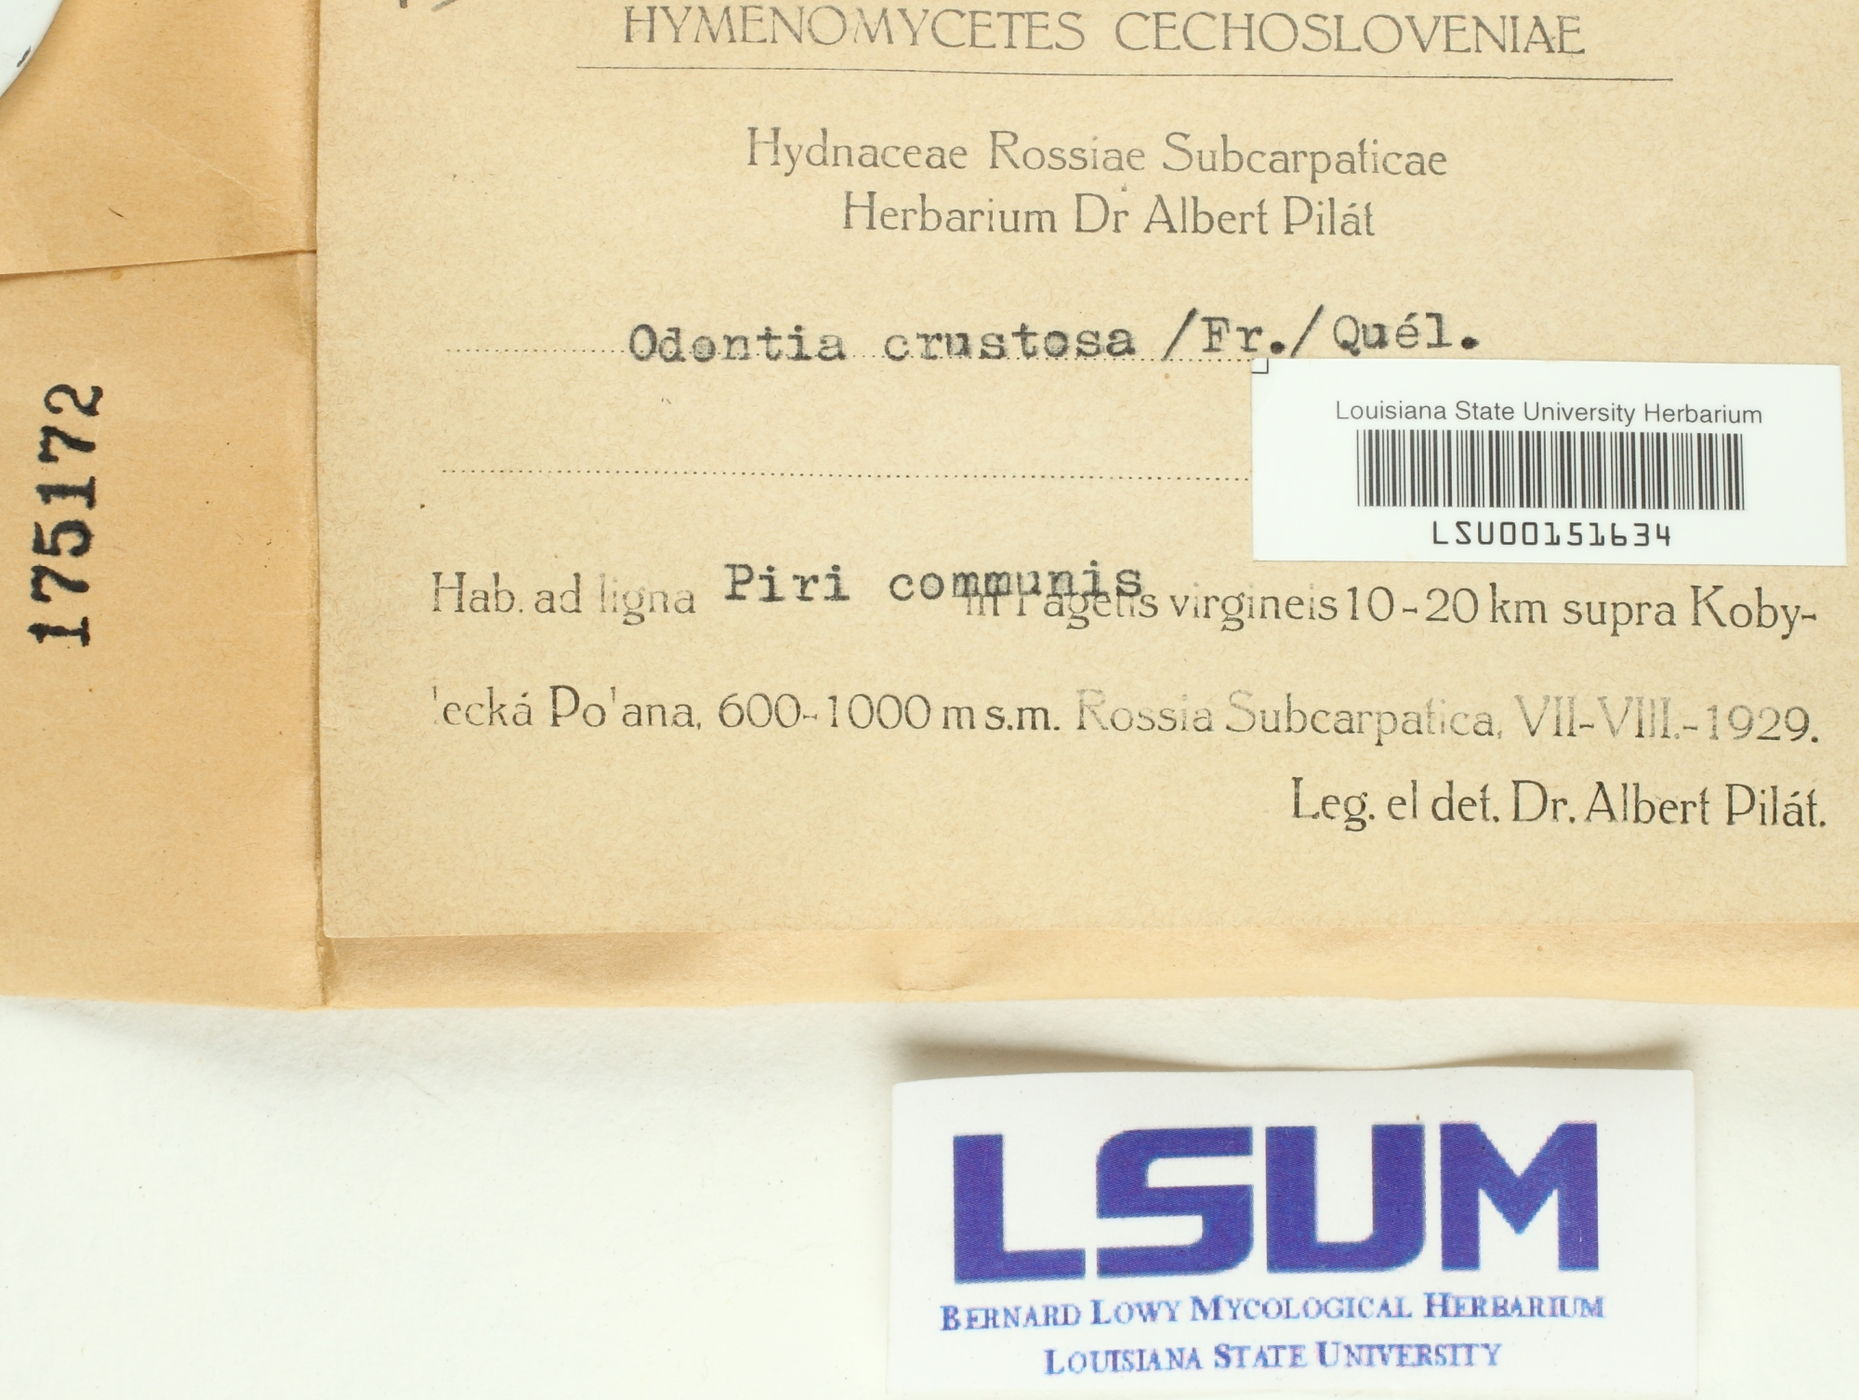 HYMENOMYCETES CECHOSLOVENIAE
Hydnaceae Rossiae Subcarpaticae
Herbarium Dr Albert Pilát
Odontia crustosa /Fr./Quél.
Louisiana State University Herbarium
LSU00151634
Hab. ad ligna Piri communis in Fagetis virgineis 10-20 km supra Koby-
'ecká Po'ana, 600-1000 m s.m. Rossia Subcarpatica, VII-VIII.-1929.
Leg. el det. Dr. Albert Pilát.
175172
LSUM
BERNARD LOWY MYCOLOGICAL HERBARIUM
LOUISIANA STATE UNIVERSITY